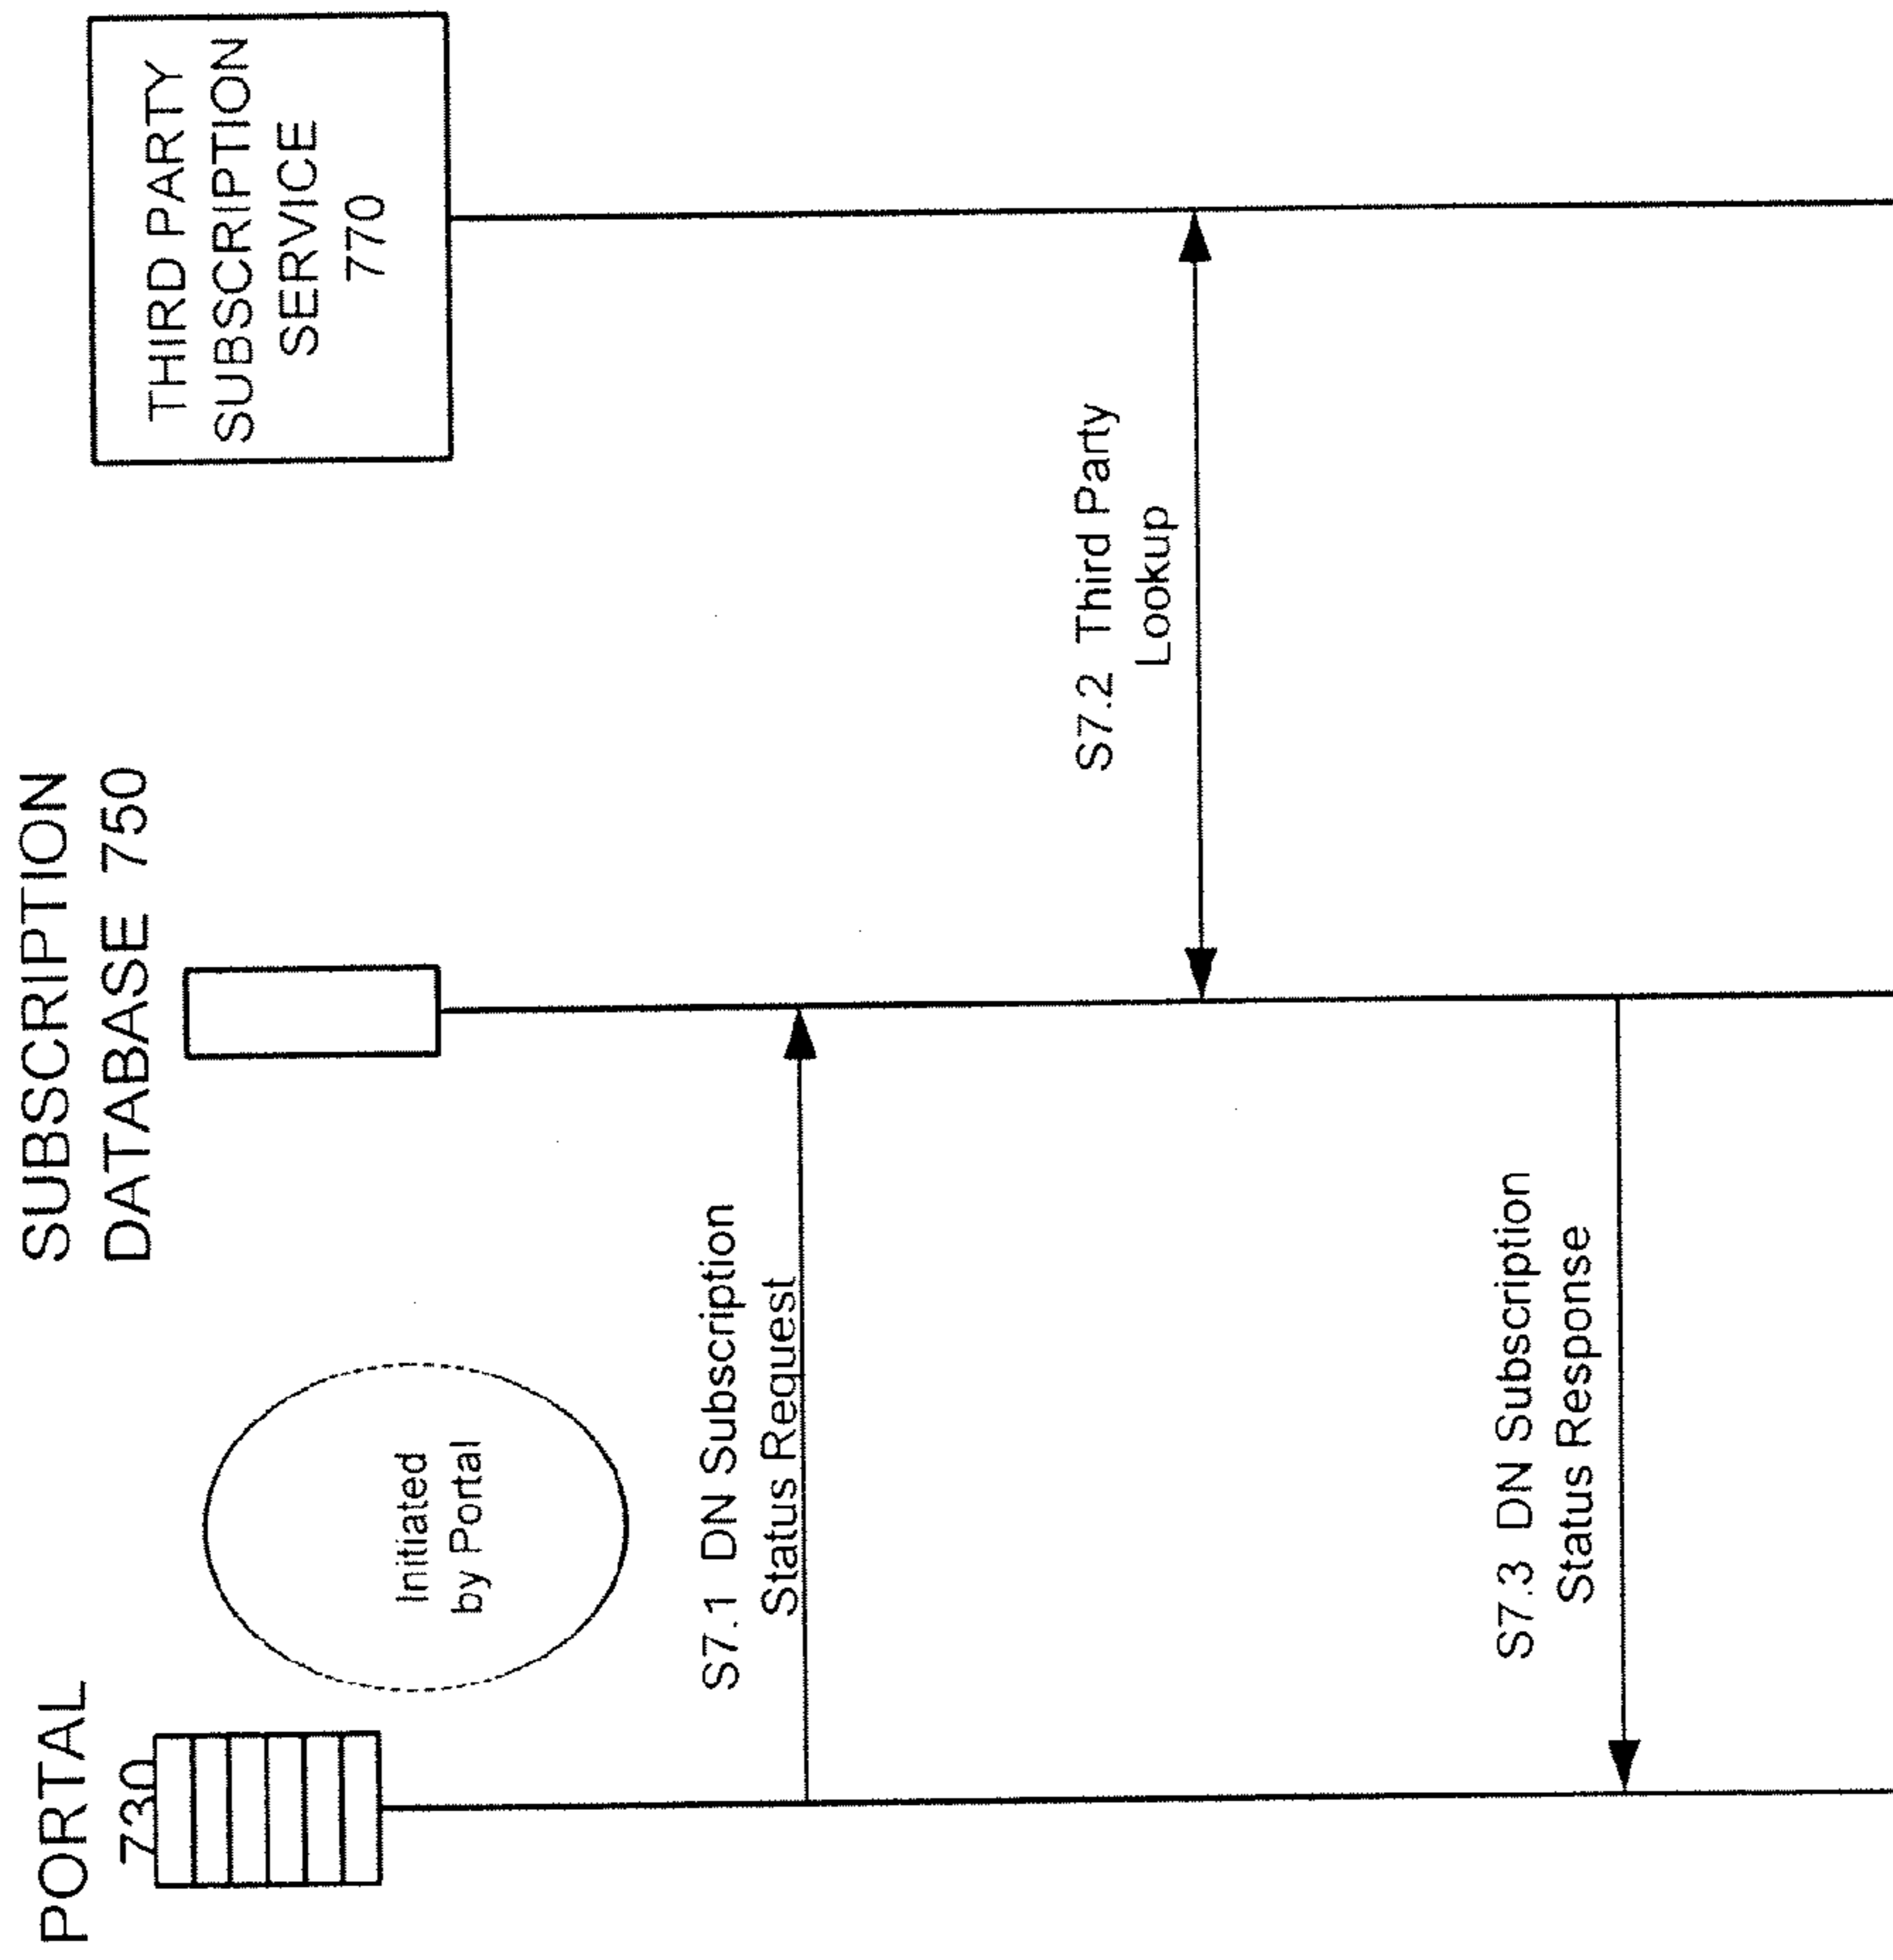 PORTAL
730
SUBSCRIPTION
DATABASE 750
THIRD PARTY
SUBSCRIPTION
SERVICE
770
Initiated
by Portal
S7.1 DN Subscription
Status Request
S7.2 Third Party
Lookup
S7.3 DN Subscription
Status Response